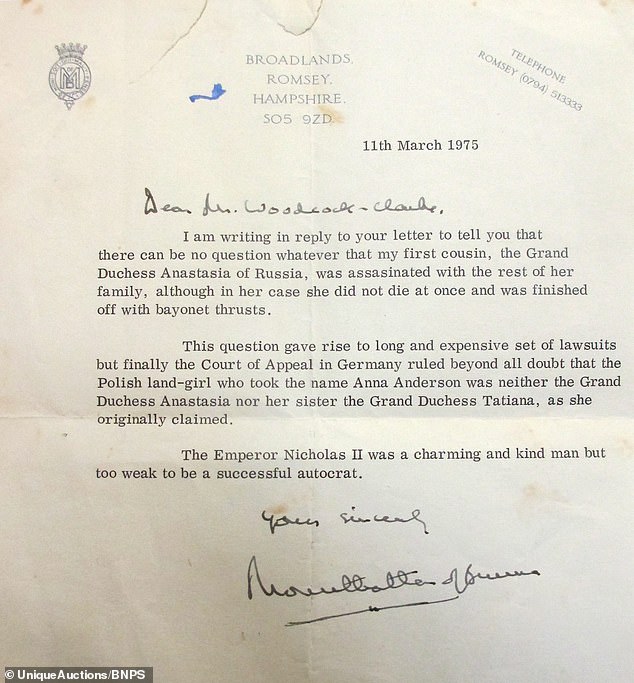 BROADLANDS,
ROMSEY,
HAMPSHIRE.
SO5 9ZD.
TELEPHONE
ROMSEY (0794) 513333
11th March 1975
Dear Mr. Woodcock-Clarke,
I am writing in reply to your letter to tell you that
there can be no question whatever that my first cousin, the Grand
Duchess Anastasia of Russia, was assasinated with the rest of her
family, although in her case she did not die at once and was finished
off with bayonet thrusts.
This question gave rise to long and expensive set of lawsuits
but finally the Court of Appeal in Germany ruled beyond all doubt that the
Polish land-girl who took the name Anna Anderson was neither the Grand
Duchess Anastasia nor her sister the Grand Duchess Tatiana, as she
originally claimed.
The Emperor Nicholas II was a charming and kind man but
too weak to be a successful autocrat.
Yours sincerely
Mountbatten of Burma
© UniqueAuctions/BNPS